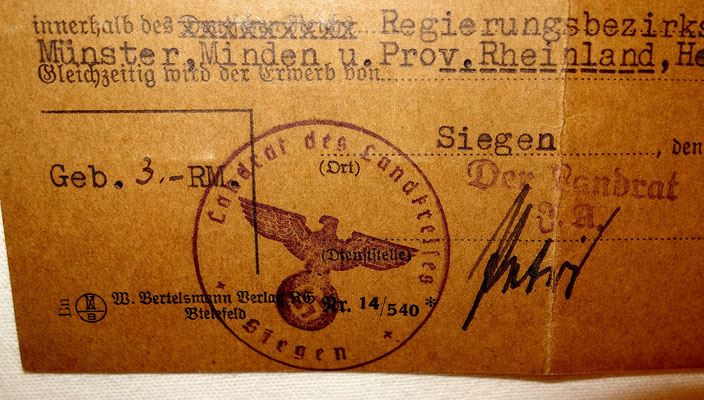 innerhalb des Regierungsbezirks
Münster, Minden u. Prov. Rheinland, He
Gleichzeitig wird der Erwerb von
Siegen, den
(Ort)
Geb. 3.- RM.
Der Landrat
J. A.
(Dienststelle)
Landrat des Landkreises
Siegen
W. Bertelsmann Verlag KG
Bielefeld
Nr. 14/540 *